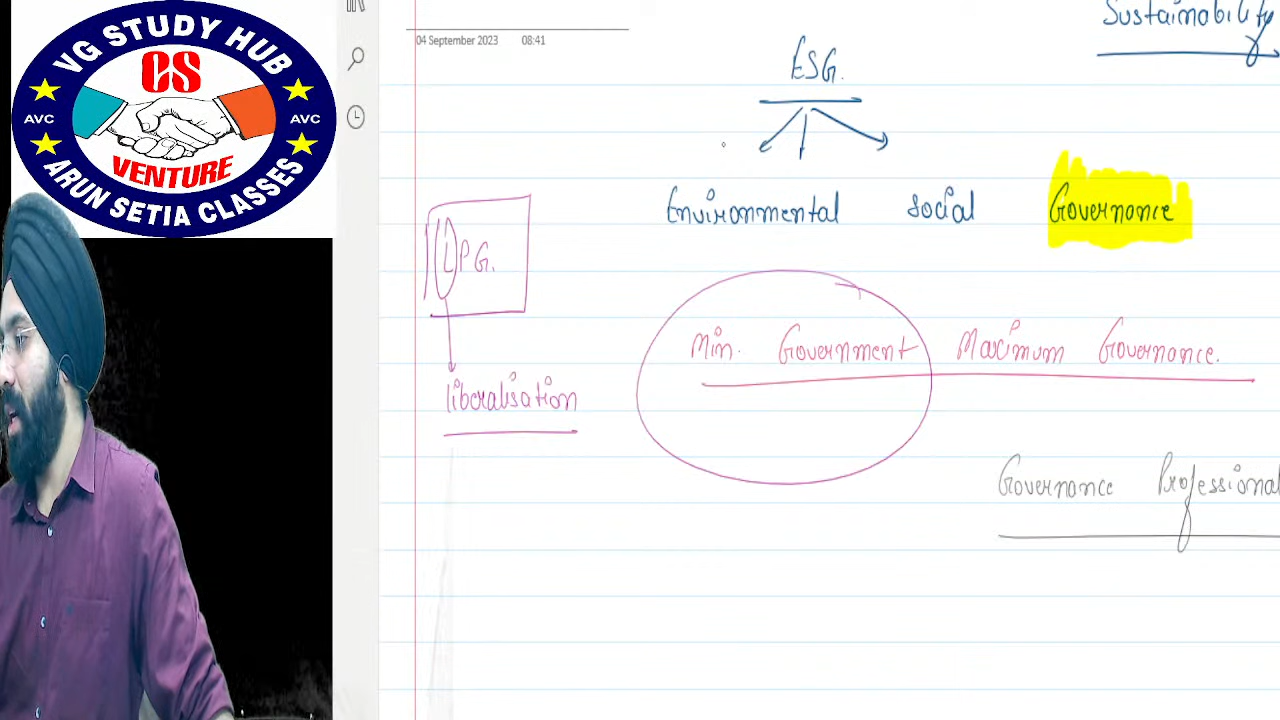 VG STUDY HUB
CS
AVC
AVC
VENTURE
ARUN SETIA CLASSES
04 September 2023 08:41
Sustainability
ESG.
Environmental Social Governance
LPG.
Min. Government Maximum Governance.
liberalisation
Governance Professional